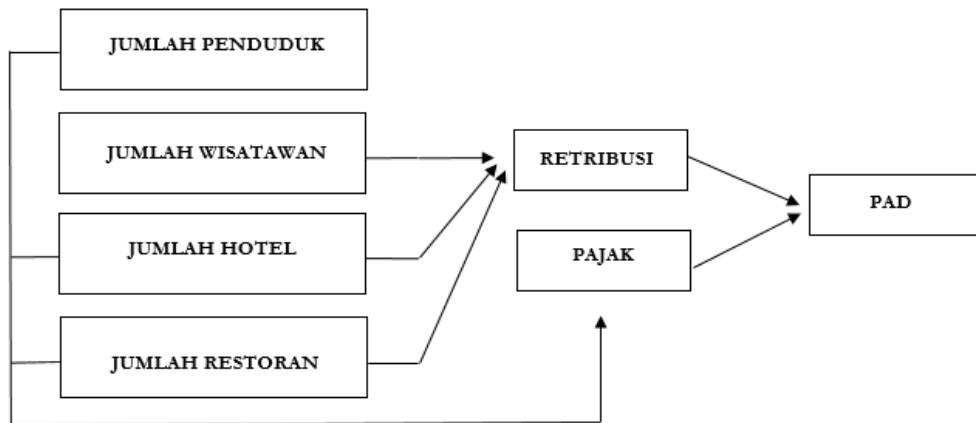 JUMLAH PENDUDUK
JUMLAH WISATAWAN
JUMLAH HOTEL
JUMLAH RESTORAN
RETRIBUSI
PAJAK
PAD